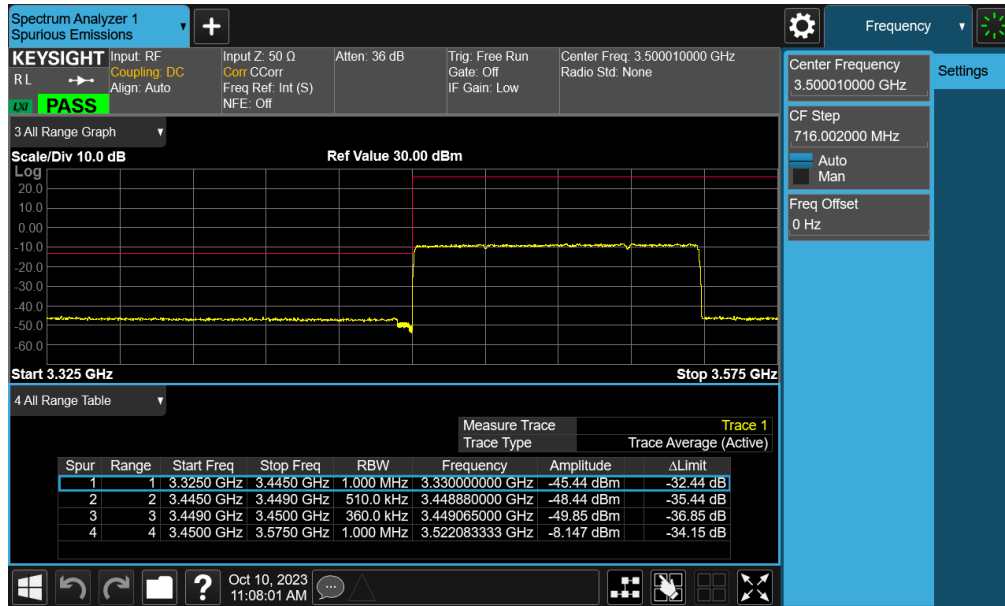 Spectrum Analyzer 1
Spurious Emissions
Frequency
KEYSIGHT
RL
LXI PASS
Input: RF
Coupling: DC
Align: Auto
Input Z: 50 Ω
Corr CCorr
Freq Ref: Int (S)
NFE: Off
Atten: 36 dB
Trig: Free Run
Gate: Off
IF Gain: Low
Center Freq: 3.500010000 GHz
Radio Std: None
Center Frequency
3.500010000 GHz
Settings
CF Step
716.002000 MHz
Auto
Man
Freq Offset
0 Hz
3 All Range Graph
Scale/Div 10.0 dB Ref Value 30.00 dBm
Log
20.0
10.0
0.00
-10.0
-20.0
-30.0
-40.0
-50.0
-60.0
Start 3.325 GHz Stop 3.575 GHz
4 All Range Table
Measure Trace Trace 1
Trace Type Trace Average (Active)
Spur Range Start Freq Stop Freq RBW Frequency Amplitude ΔLimit
1 1 3.3250 GHz 3.4450 GHz 1.000 MHz 3.330000000 GHz -45.44 dBm -32.44 dB
2 2 3.4450 GHz 3.4490 GHz 510.0 kHz 3.448880000 GHz -48.44 dBm -35.44 dB
3 3 3.4490 GHz 3.4500 GHz 360.0 kHz 3.449065000 GHz -49.85 dBm -36.85 dB
4 4 3.4500 GHz 3.5750 GHz 1.000 MHz 3.522083333 GHz -8.147 dBm -34.15 dB
?
Oct 10, 2023
11:08:01 AM